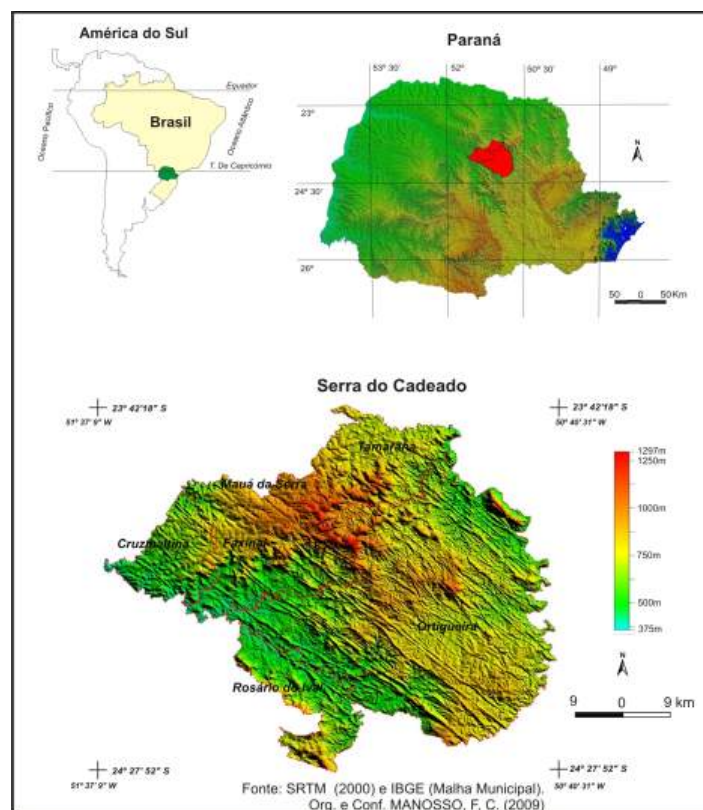 América do Sul
Equador
Oceano Pacífico
Brasil
Oceano Atlântico
T. De Capricórnio
Paraná
53° 30'
52°
50° 30'
49°
23°
N
24° 30'
26°
50 0 50Km
Serra do Cadeado
23° 42' 18" S
51° 37' 9" W
23° 42' 18" S
50° 40' 31" W
Tamarana
Mauá da Serra
Cruzmaltina
Faxinal
Ortigueira
Rosário do Ivaí
1297m
1250m
1000m
750m
500m
375m
N
9 0 9 km
24° 27' 52" S
51° 37' 9" W
24° 27' 52" S
50° 40' 31" W
Fonte: SRTM (2000) e IBGE (Malha Municipal).
Org. e Conf. MANOSSO, F. C. (2009)